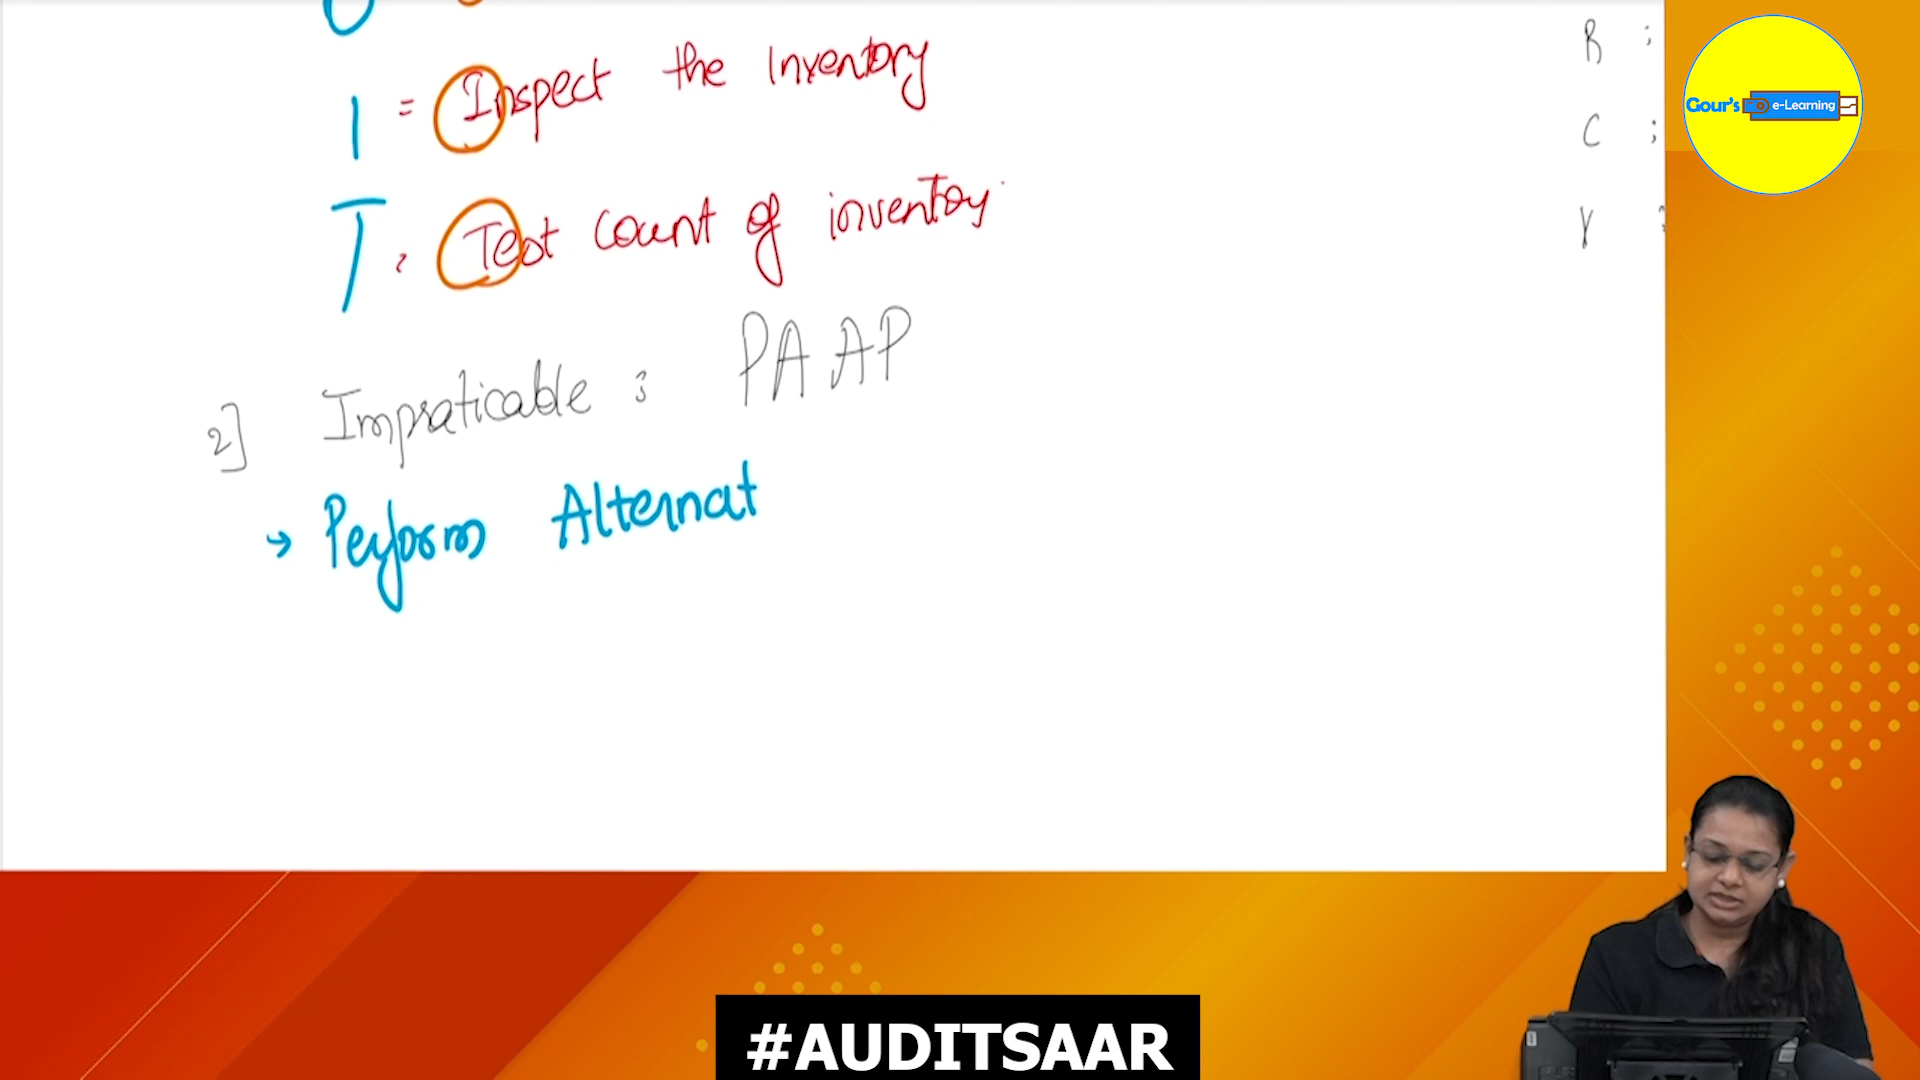 I = Inspect the Inventory
T : Test count of inventory
2] Impraticable : PAAP
→ Perform Alternat
R :
C ;
V :
Gour's e-Learning
#AUDITSAAR